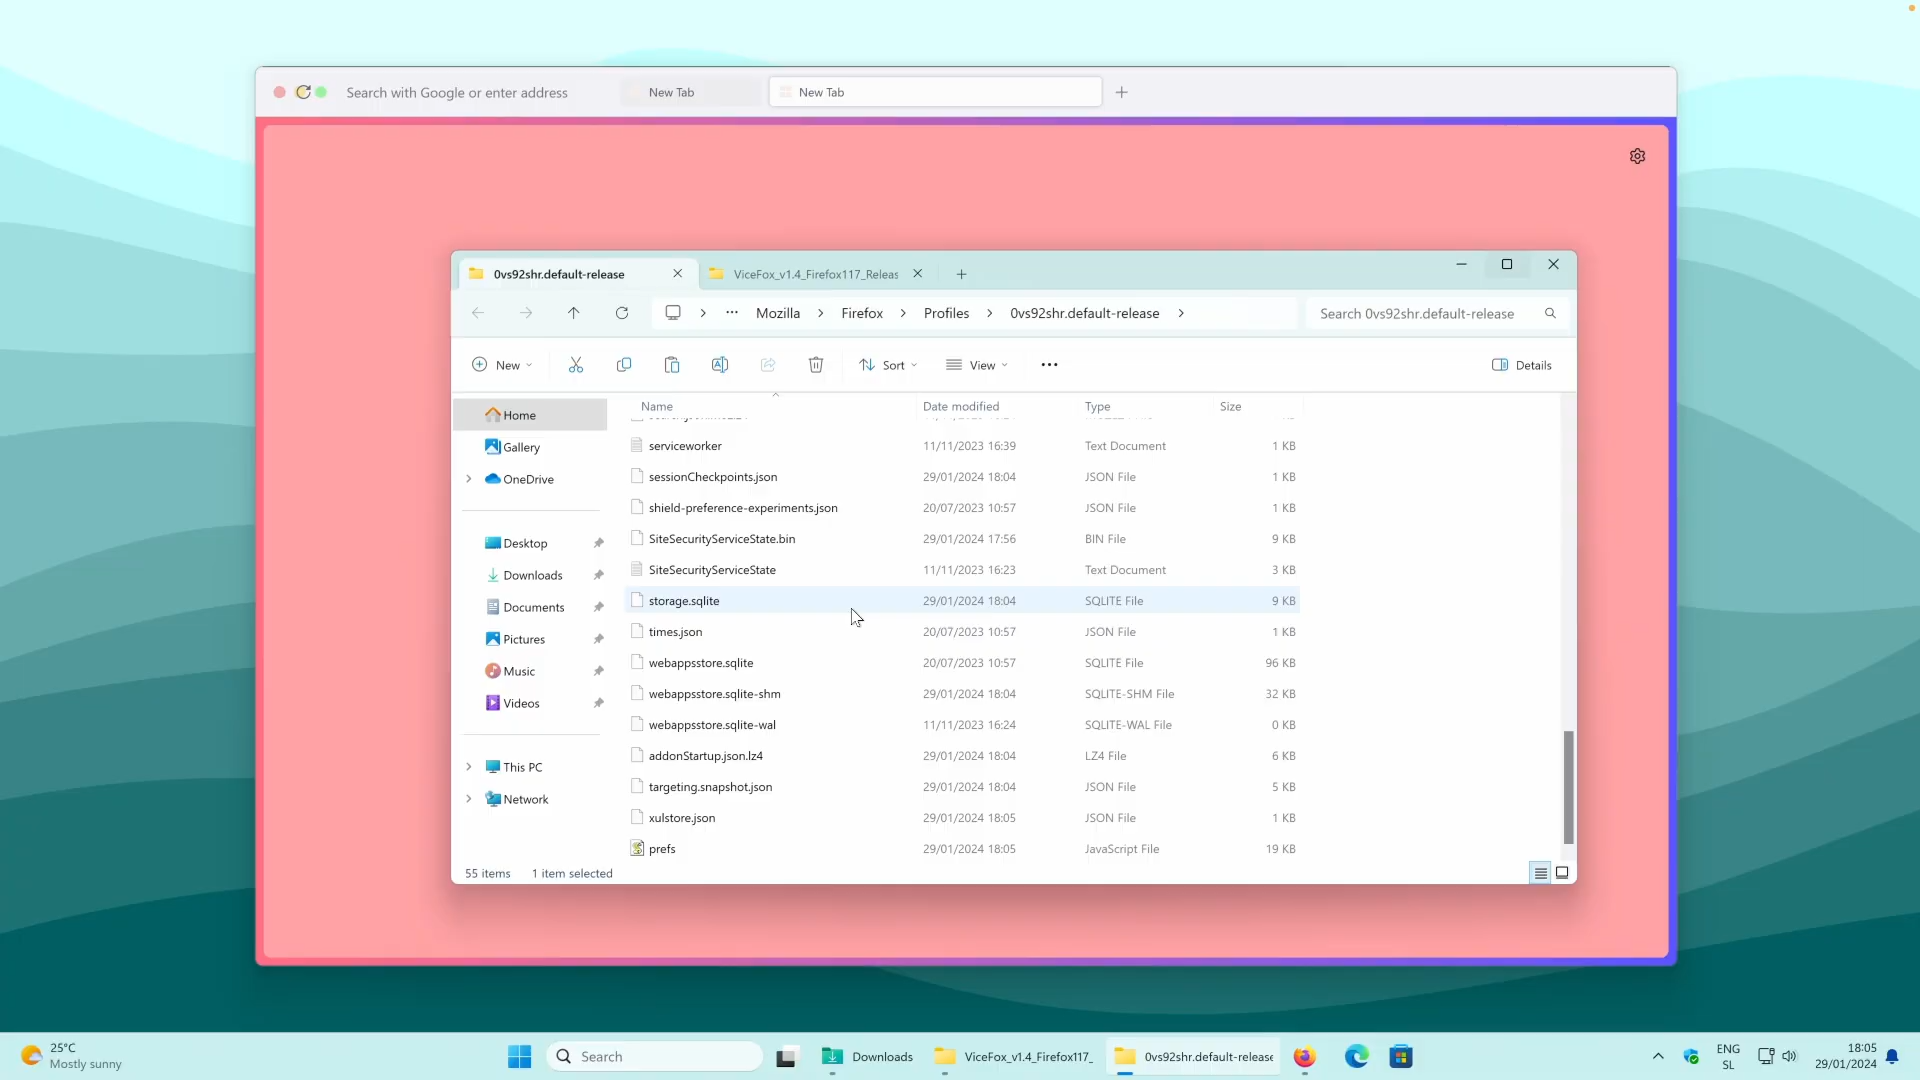 Search with Google or enter address
New Tab
New Tab
0vs92shr.default-release
ViceFox_v1.4_Firefox117_Releas
Mozilla
Firefox
Profiles
0vs92shr.default-release
Search 0vs92shr.default-release
New
Sort
View
Details
Name Date modified Type Size
serviceworker 11/11/2023 16:39 Text Document 1 KB
sessionCheckpoints.json 29/01/2024 18:04 JSON File 1 KB
shield-preference-experiments.json 20/07/2023 10:57 JSON File 1 KB
SiteSecurityServiceState.bin 29/01/2024 17:56 BIN File 9 KB
SiteSecurityServiceState 11/11/2023 16:23 Text Document 3 KB
storage.sqlite 29/01/2024 18:04 SQLITE File 9 KB
times.json 20/07/2023 10:57 JSON File 1 KB
webappsstore.sqlite 20/07/2023 10:57 SQLITE File 96 KB
webappsstore.sqlite-shm 29/01/2024 18:04 SQLITE-SHM File 32 KB
webappsstore.sqlite-wal 11/11/2023 16:24 SQLITE-WAL File 0 KB
addonStartup.json.lz4 29/01/2024 18:04 LZ4 File 6 KB
targeting.snapshot.json 29/01/2024 18:04 JSON File 5 KB
xulstore.json 29/01/2024 18:05 JSON File 1 KB
prefs 29/01/2024 18:05 JavaScript File 19 KB
Home
Gallery
OneDrive
Desktop
Downloads
Documents
Pictures
Music
Videos
This PC
Network
55 items
1 item selected
25°C
Mostly sunny
Search
Downloads
ViceFox_v1.4_Firefox117_
0vs92shr.default-release
ENG
SL
18:05
29/01/2024